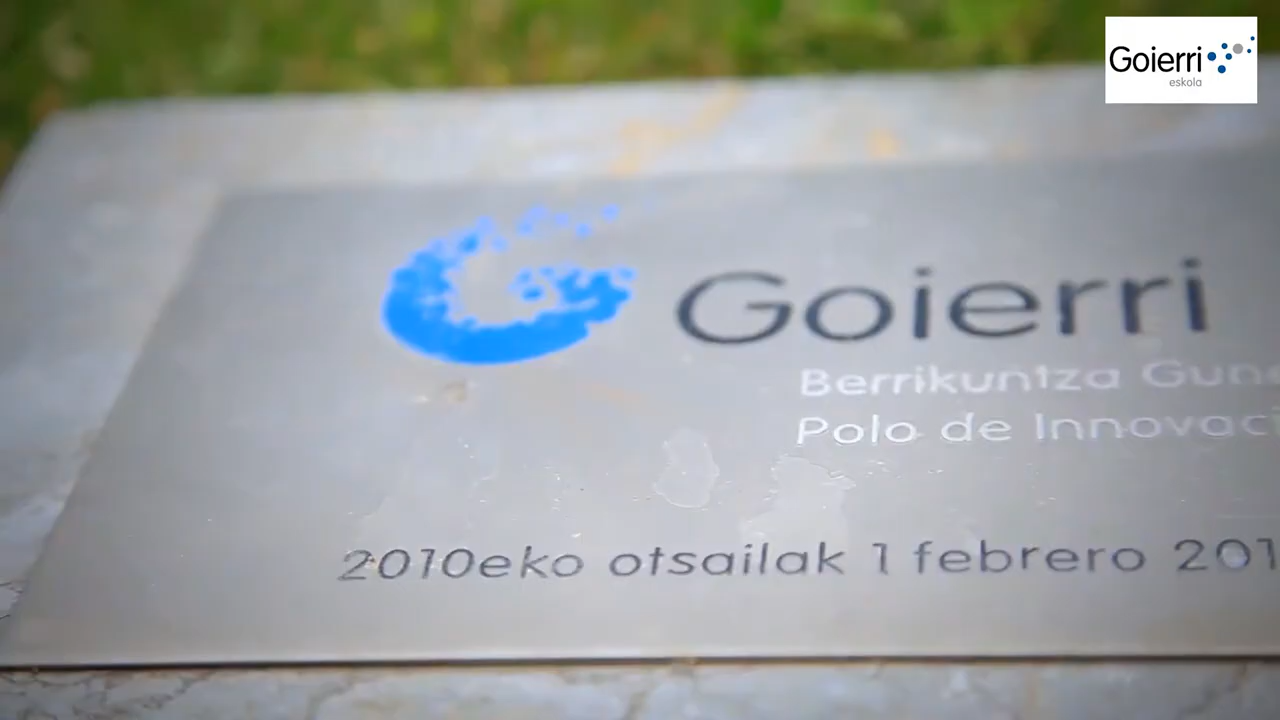 Goierri
eskola
Goierri
Berrikuntza
Polo de
2010eko otsailak 1 febrero